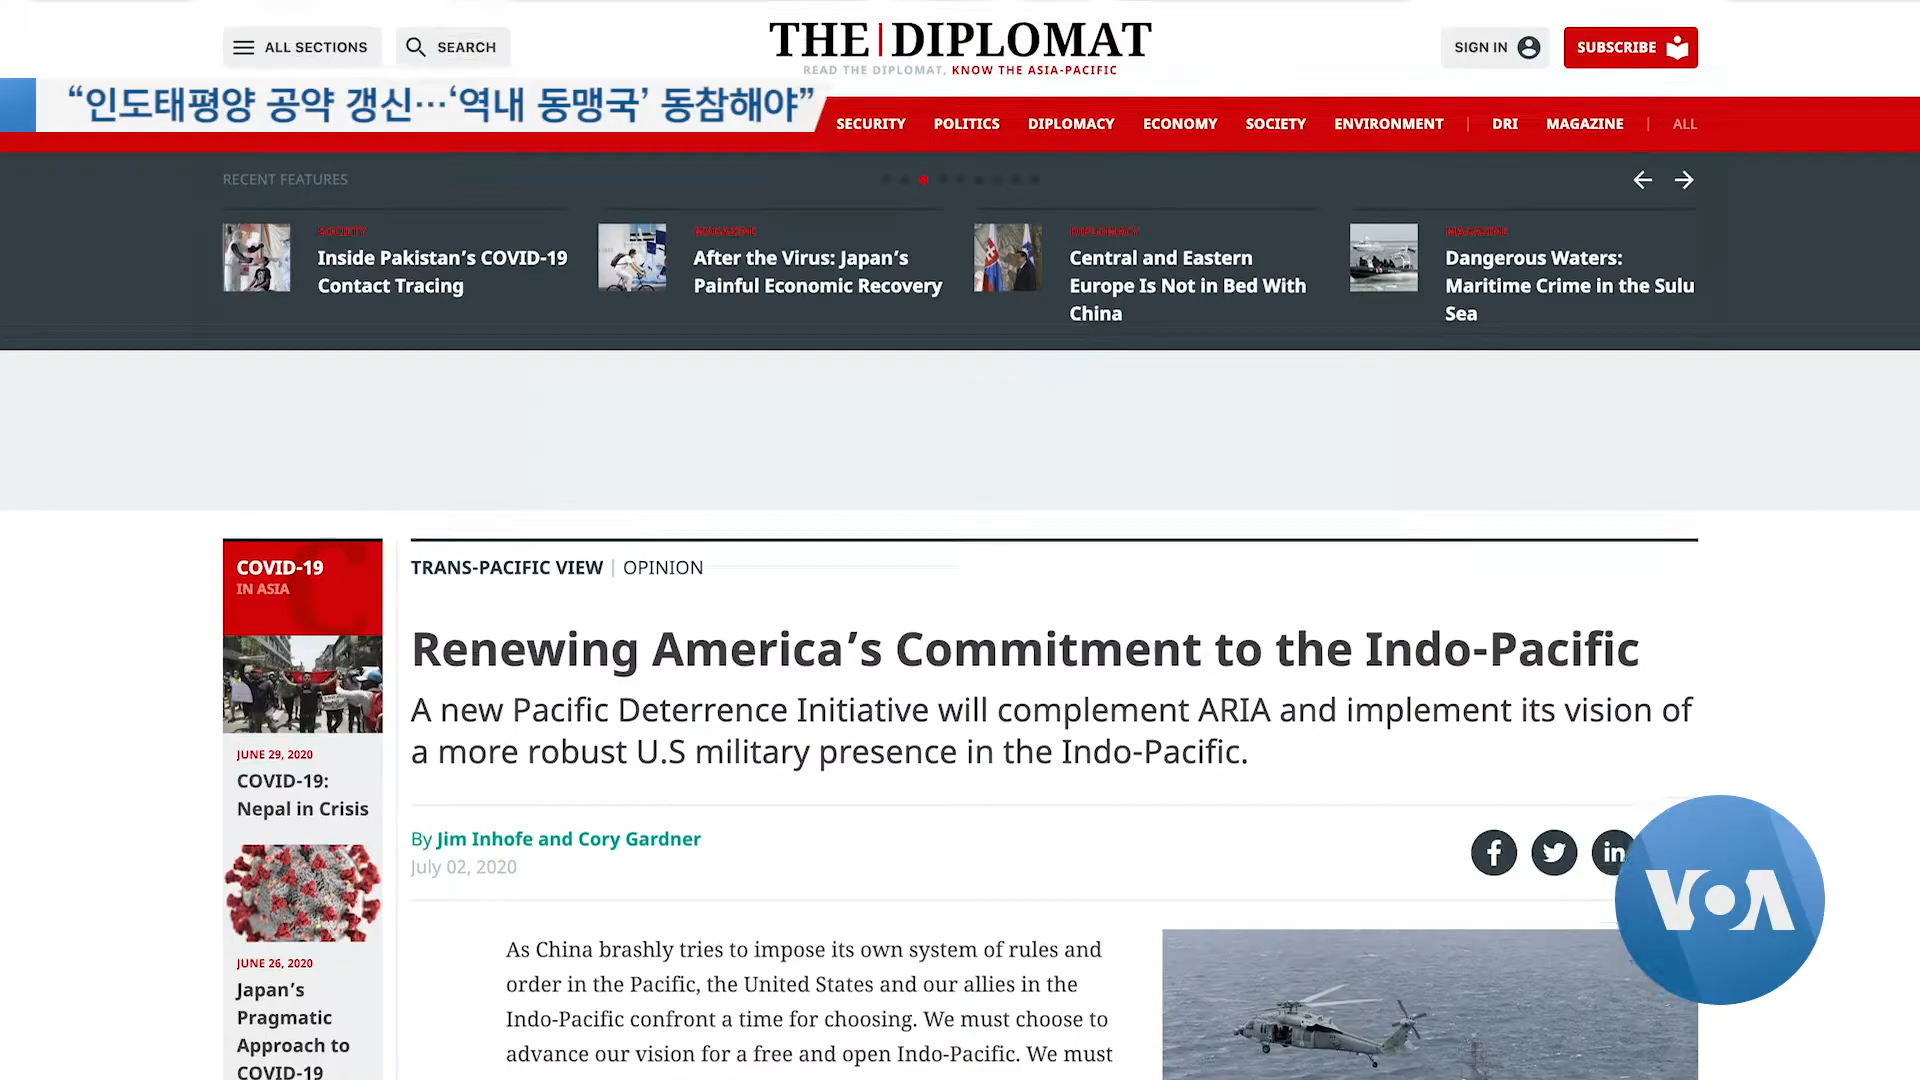 ALL SECTIONS
SEARCH
THE|DIPLOMAT
READ THE DIPLOMAT, KNOW THE ASIA-PACIFIC
SIGN IN
SUBSCRIBE
“인도태평양 공약 갱신…‘역내 동맹국’ 동참해야”
SECURITY POLITICS DIPLOMACY ECONOMY SOCIETY ENVIRONMENT | DRI MAGAZINE | ALL
RECENT FEATURES
SOCIETY
Inside Pakistan’s COVID-19
Contact Tracing
MAGAZINE
After the Virus: Japan’s
Painful Economic Recovery
DIPLOMACY
Central and Eastern
Europe Is Not in Bed With
China
MAGAZINE
Dangerous Waters:
Maritime Crime in the Sulu
Sea
COVID-19
IN ASIA
JUNE 29, 2020
COVID-19:
Nepal in Crisis
JUNE 26, 2020
Japan’s
Pragmatic
Approach to
COVID-19
TRANS-PACIFIC VIEW | OPINION
Renewing America’s Commitment to the Indo-Pacific
A new Pacific Deterrence Initiative will complement ARIA and implement its vision of
a more robust U.S military presence in the Indo-Pacific.
By Jim Inhofe and Cory Gardner
July 02, 2020
f
in
As China brashly tries to impose its own system of rules and
order in the Pacific, the United States and our allies in the
Indo-Pacific confront a time for choosing. We must choose to
advance our vision for a free and open Indo-Pacific. We must
VOA